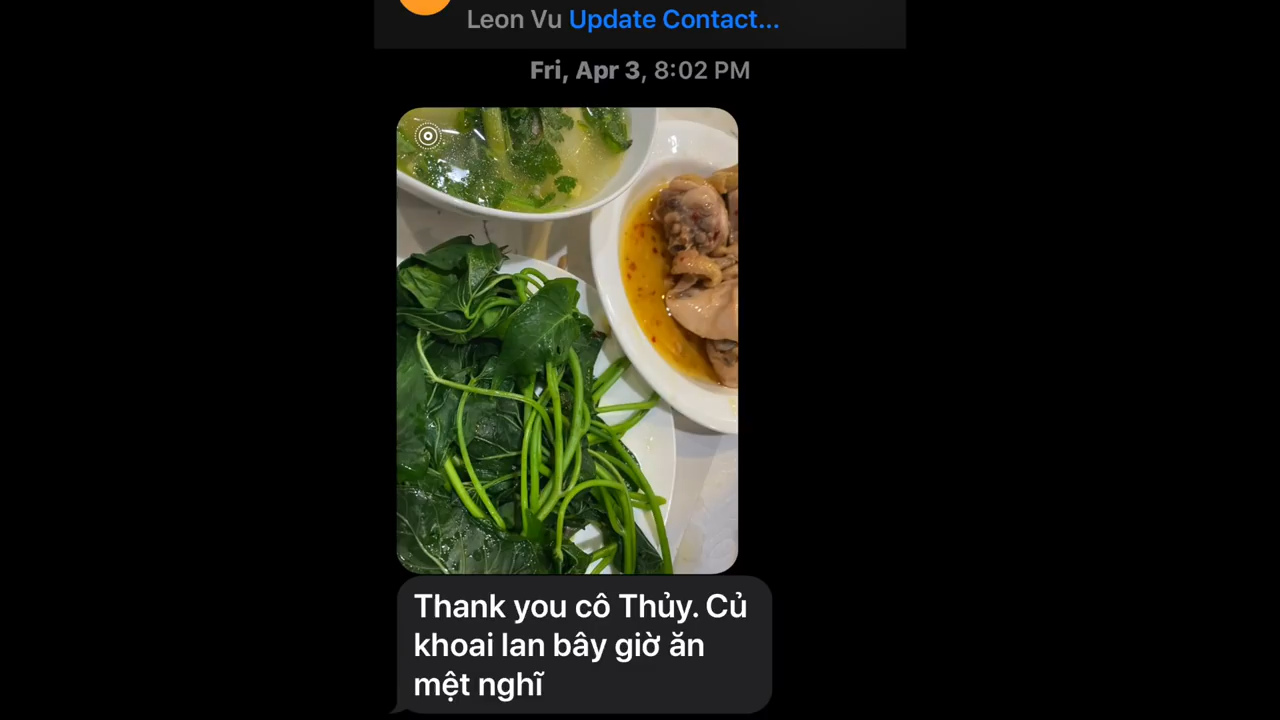 Leon Vu Update Contact...
Fri, Apr 3, 8:02 PM
Thank you cô Thủy. Củ
khoai lan bây giờ ăn
mệt nghĩ